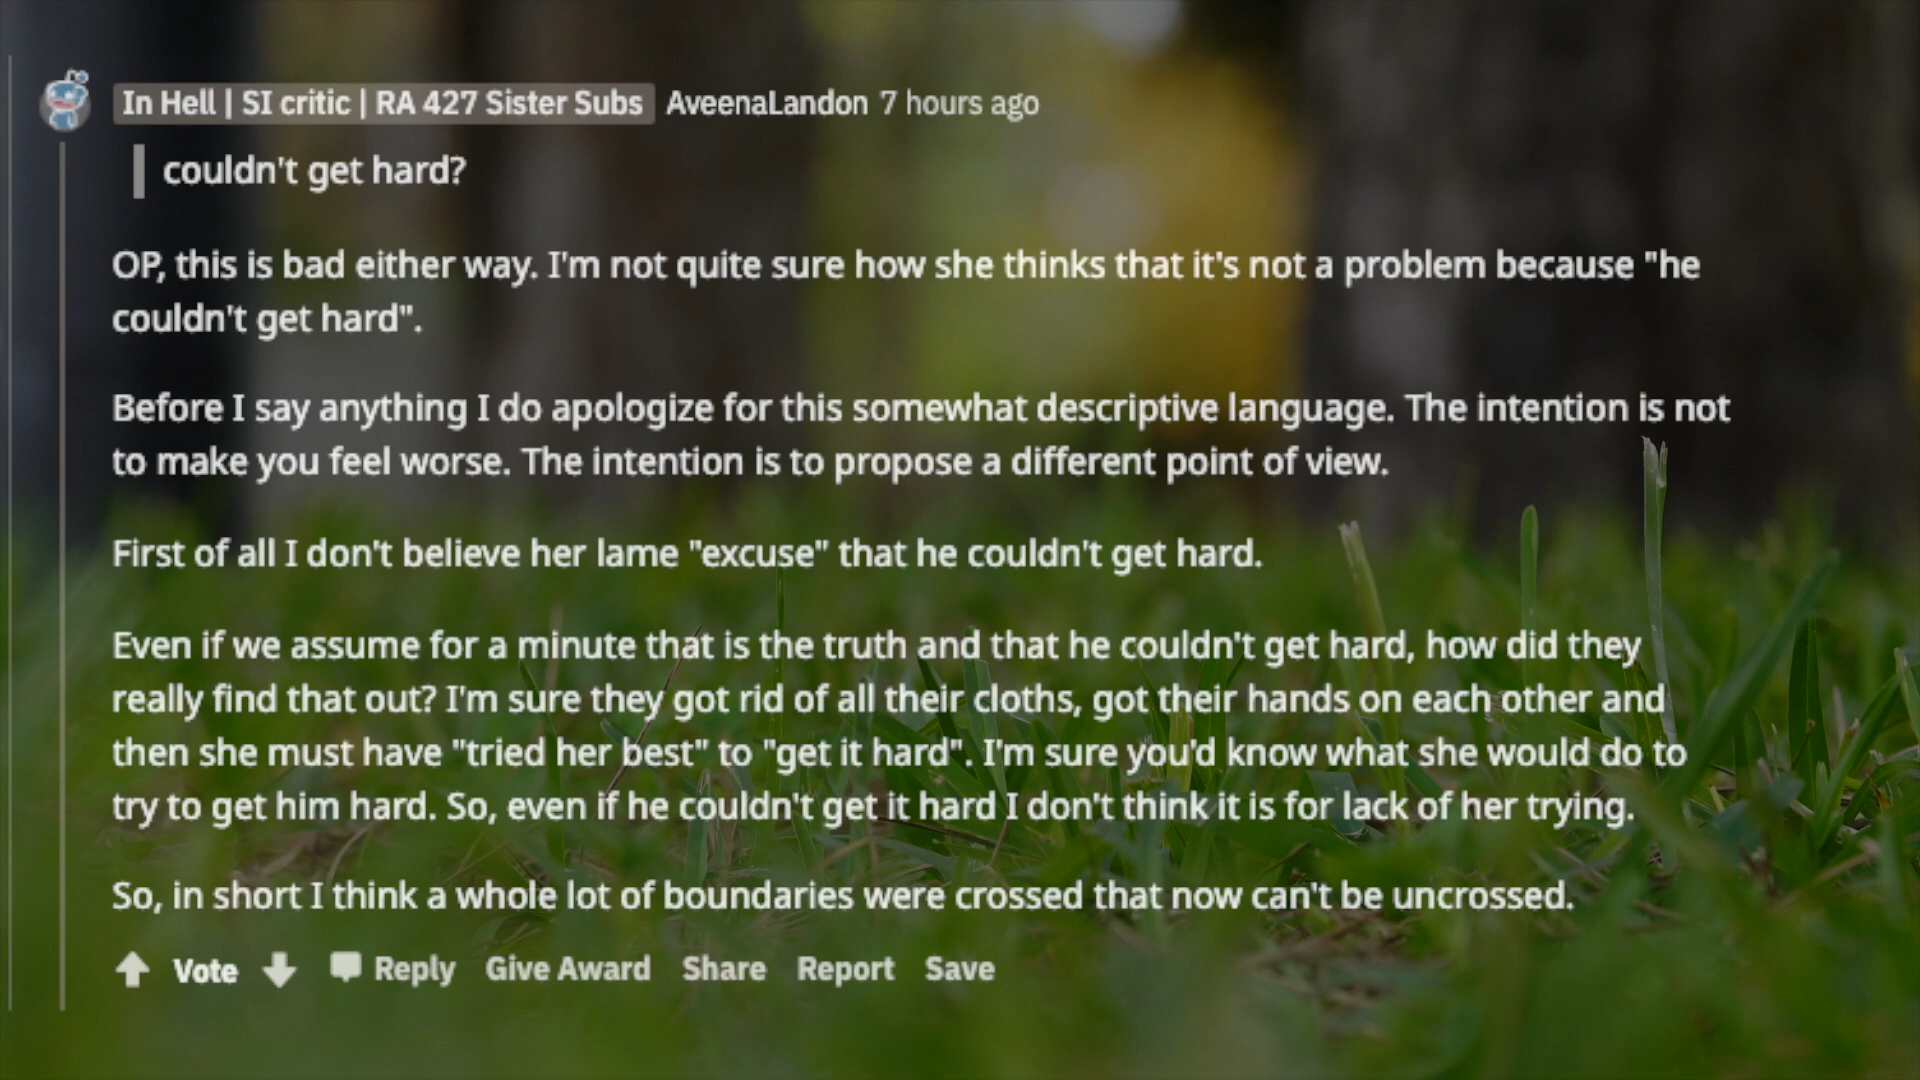 In Hell | SI critic | RA 427 Sister Subs AveenaLandon 7 hours ago
couldn't get hard?
OP, this is bad either way. I'm not quite sure how she thinks that it's not a problem because "he
couldn't get hard".
Before I say anything I do apologize for this somewhat descriptive language. The intention is not
to make you feel worse. The intention is to propose a different point of view.
First of all I don't believe her lame "excuse" that he couldn't get hard.
Even if we assume for a minute that is the truth and that he couldn't get hard, how did they
really find that out? I'm sure they got rid of all their cloths, got their hands on each other and
then she must have "tried her best" to "get it hard". I'm sure you'd know what she would do to
try to get him hard. So, even if he couldn't get it hard I don't think it is for lack of her trying.
So, in short I think a whole lot of boundaries were crossed that now can't be uncrossed.
Vote Reply Give Award Share Report Save